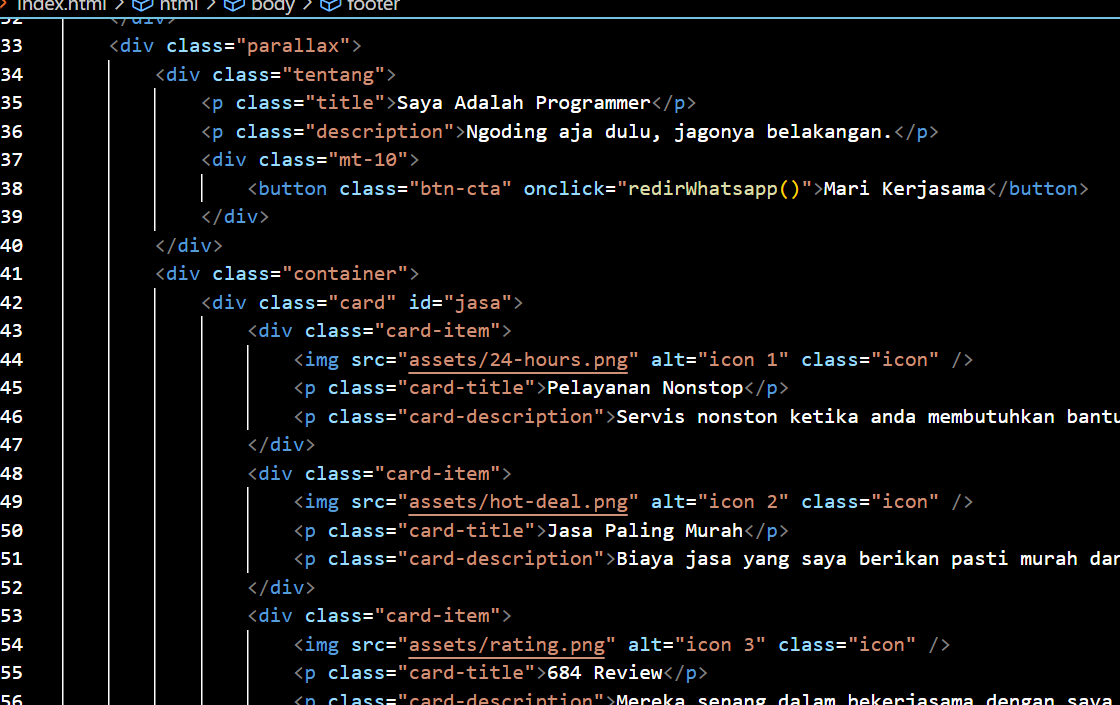 index.html > html > body > footer
32 </div>
33 <div class="parallax">
34 <div class="tentang">
35 <p class="title">Saya Adalah Programmer</p>
36 <p class="description">Ngoding aja dulu, jagonya belakangan.</p>
37 <div class="mt-10">
38 <button class="btn-cta" onclick="redirWhatsapp()">Mari Kerjasama</button>
39 </div>
40 </div>
41 <div class="container">
42 <div class="card" id="jasa">
43 <div class="card-item">
44 <img src="assets/24-hours.png" alt="icon 1" class="icon" />
45 <p class="card-title">Pelayanan Nonstop</p>
46 <p class="card-description">Servis nonston ketika anda membutuhkan bantu
47 </div>
48 <div class="card-item">
49 <img src="assets/hot-deal.png" alt="icon 2" class="icon" />
50 <p class="card-title">Jasa Paling Murah</p>
51 <p class="card-description">Biaya jasa yang saya berikan pasti murah dan
52 </div>
53 <div class="card-item">
54 <img src="assets/rating.png" alt="icon 3" class="icon" />
55 <p class="card-title">684 Review</p>
56 <p class="card-description">Mereka senang dalam bekerjasama dengan saya